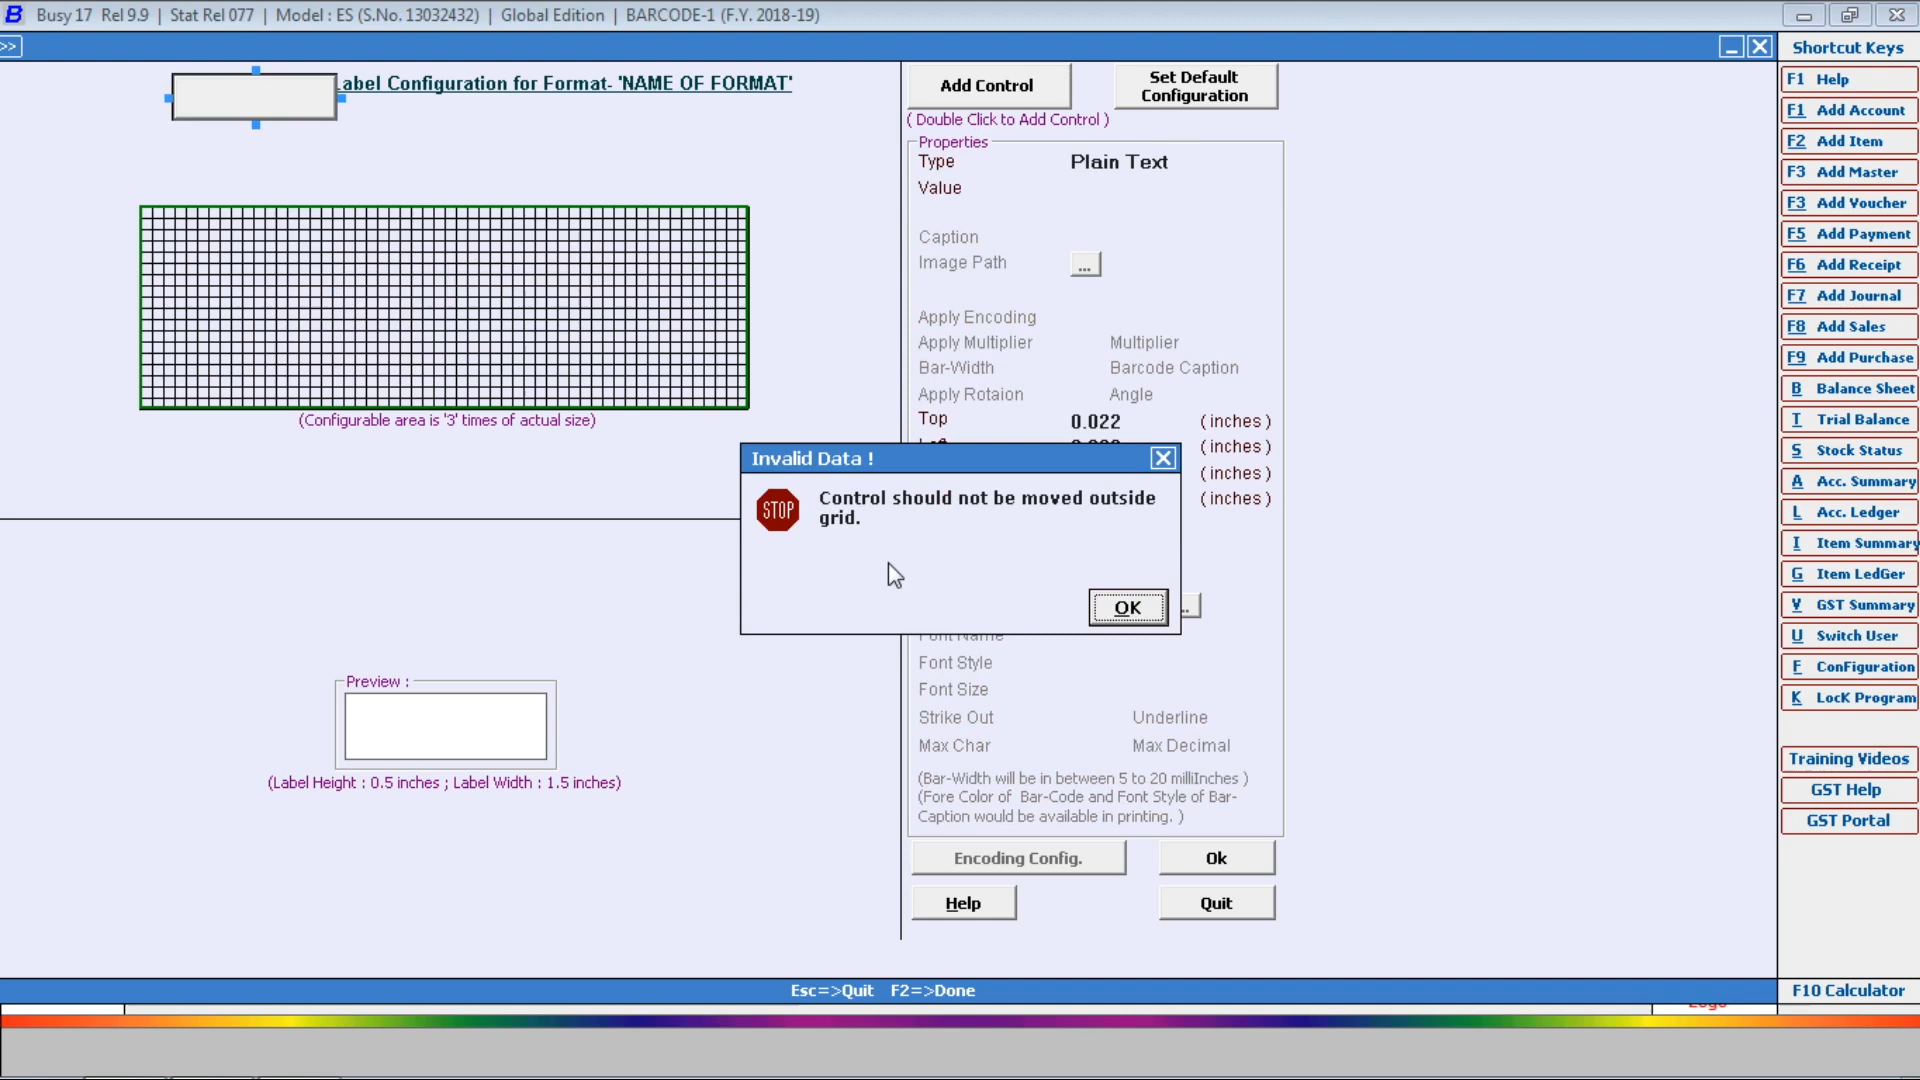 B Busy 17 Rel 9.9 | Stat Rel 077 | Model : ES (S.No. 13032432) | Global Edition | BARCODE-1 (F.Y. 2018-19)
>>
abel Configuration for Format- 'NAME OF FORMAT'
(Configurable area is '3' times of actual size)
Preview :
(Label Height : 0.5 inches ; Label Width : 1.5 inches)
Add Control
Set Default
Configuration
( Double Click to Add Control )
Properties
Type Plain Text
Value
Caption
Image Path ...
Apply Encoding
Apply Multiplier Multiplier
Bar-Width Barcode Caption
Apply Rotaion Angle
Top 0.022 ( inches )
( inches )
( inches )
( inches )
Invalid Data !
STOP
Control should not be moved outside
grid.
OK
Font Name
Font Style
Font Size
Strike Out Underline
Max Char Max Decimal
(Bar-Width will be in between 5 to 20 milliInches )
(Fore Color of Bar-Code and Font Style of Bar-
Caption would be available in printing. )
Encoding Config. Ok
Help Quit
Esc=>Quit F2=>Done
Shortcut Keys
F1 Help
F1 Add Account
F2 Add Item
F3 Add Master
F3 Add Voucher
F5 Add Payment
F6 Add Receipt
F7 Add Journal
F8 Add Sales
F9 Add Purchase
B Balance Sheet
T Trial Balance
S Stock Status
A Acc. Summary
L Acc. Ledger
I Item Summary
G Item LedGer
Y GST Summary
U Switch User
F ConFiguration
K LocK Program
Training Videos
GST Help
GST Portal
F10 Calculator